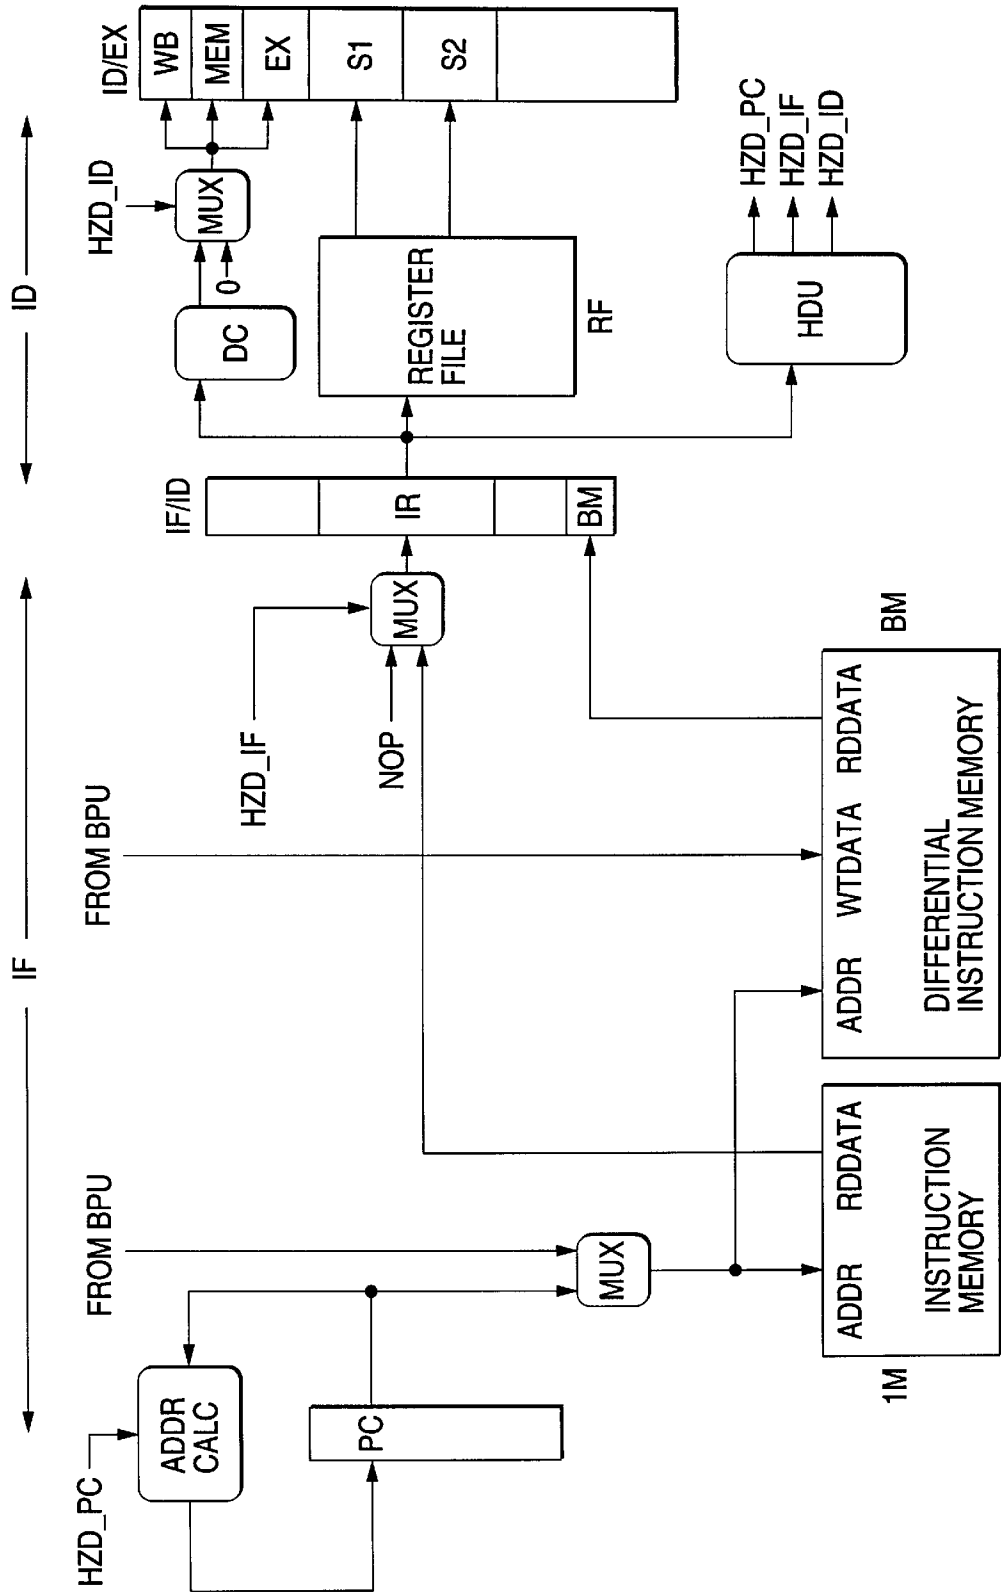 IF
ID
HZD_PC
ADDR
CALC
PC
FROM BPU
MUX
ADDR RDDATA
INSTRUCTION
MEMORY
1M
FROM BPU
ADDR WTDATA RDDATA
DIFFERENTIAL
INSTRUCTION MEMORY
BM
HZD_IF
NOP
MUX
IF/ID
IR
BM
DC
0
HZD_ID
MUX
REGISTER
FILE
RF
HDU
HZD_PC
HZD_IF
HZD_ID
ID/EX
WB
MEM
EX
S1
S2